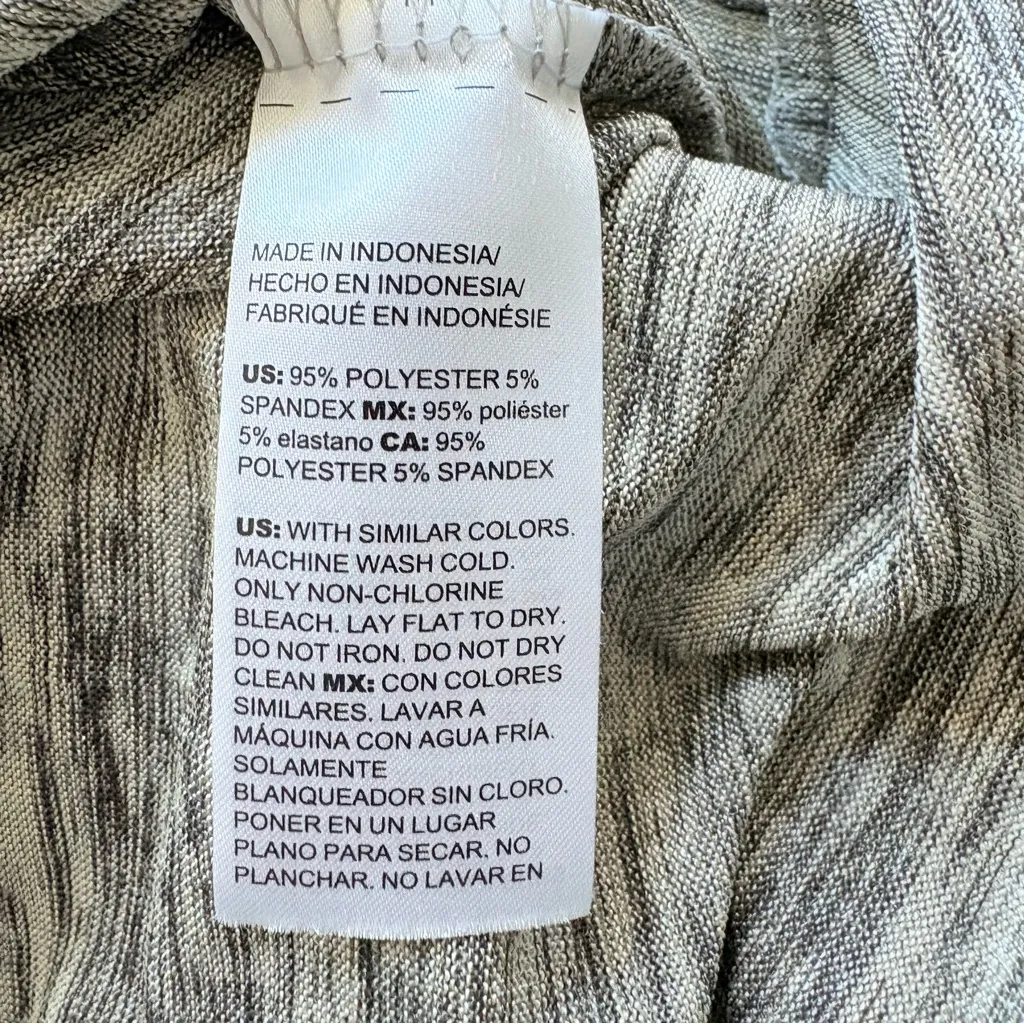 MADE IN INDONESIA/
HECHO EN INDONESIA/
FABRIQUÉ EN INDONÉSIE
US: 95% POLYESTER 5%
SPANDEX MX: 95% poliéster
5% elastano CA: 95%
POLYESTER 5% SPANDEX
US: WITH SIMILAR COLORS.
MACHINE WASH COLD.
ONLY NON-CHLORINE
BLEACH. LAY FLAT TO DRY.
DO NOT IRON. DO NOT DRY
CLEAN MX: CON COLORES
SIMILARES. LAVAR A
MÁQUINA CON AGUA FRÍA.
SOLAMENTE
BLANQUEADOR SIN CLORO.
PONER EN UN LUGAR
PLANO PARA SECAR. NO
PLANCHAR. NO LAVAR EN